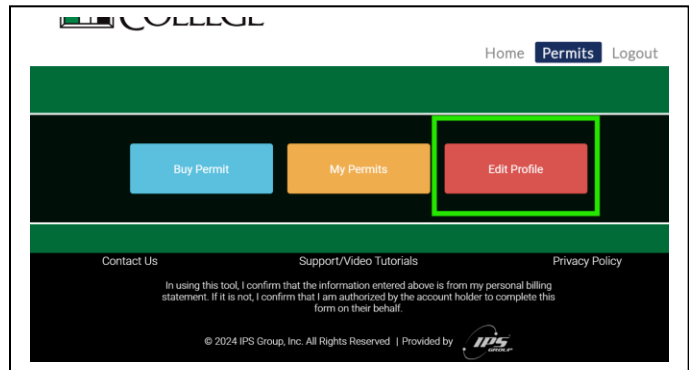 COLLEGE
Home Permits Logout
Buy Permit My Permits Edit Profile
Contact Us Support/Video Tutorials Privacy Policy
In using this tool, I confirm that the information entered above is from my personal billing
statement. If it is not, I confirm that I am authorized by the account holder to complete this
form on their behalf.
© 2024 IPS Group, Inc. All Rights Reserved | Provided by IPS GROUP